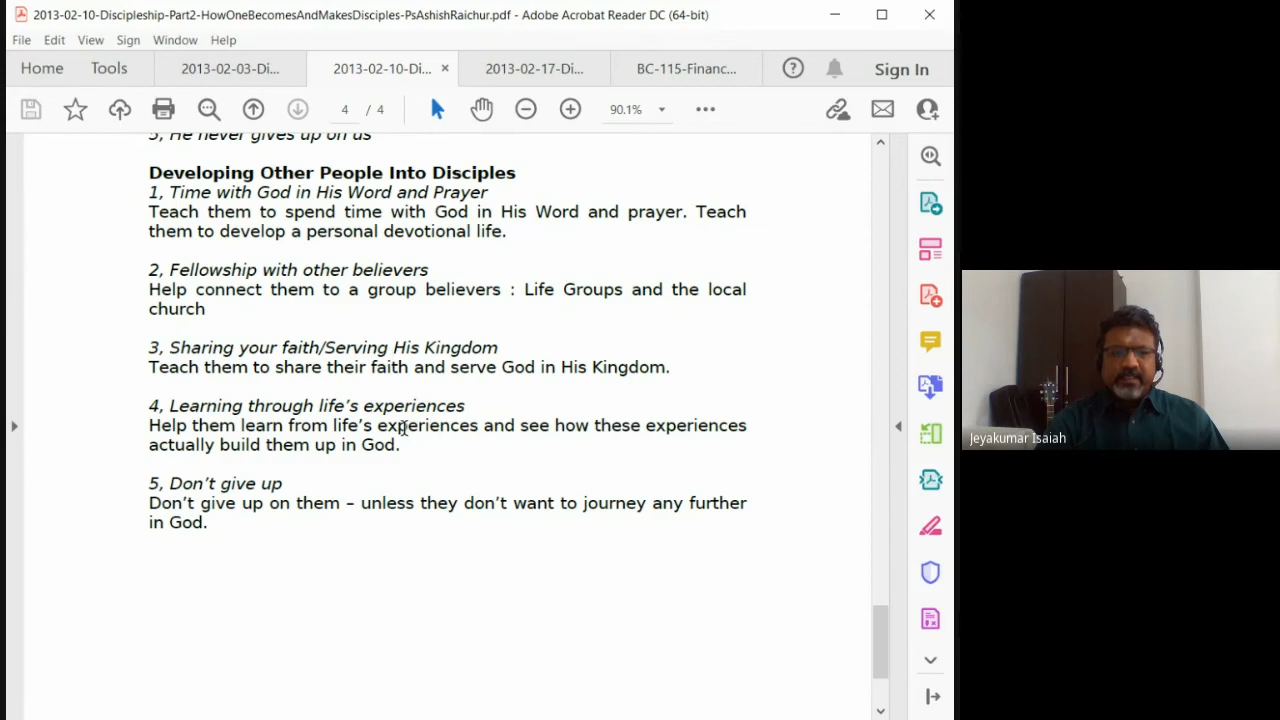 2013-02-10-Discipleship-Part2-HowOneBecomesAndMakesDisciples-PsAshishRaichur.pdf - Adobe Acrobat Reader DC (64-bit)
File Edit View Sign Window Help
Home Tools 2013-02-03-Di... 2013-02-10-Di... × 2013-02-17-Di... BC-115-Financ... Sign In
4 / 4 90.1%
5, He never gives up on us
Developing Other People Into Disciples
1, Time with God in His Word and Prayer
Teach them to spend time with God in His Word and prayer. Teach
them to develop a personal devotional life.
2, Fellowship with other believers
Help connect them to a group believers : Life Groups and the local
church
3, Sharing your faith/Serving His Kingdom
Teach them to share their faith and serve God in His Kingdom.
4, Learning through life’s experiences
Help them learn from life’s experiences and see how these experiences
actually build them up in God.
5, Don’t give up
Don’t give up on them – unless they don’t want to journey any further
in God.
Jeyakumar Isaiah